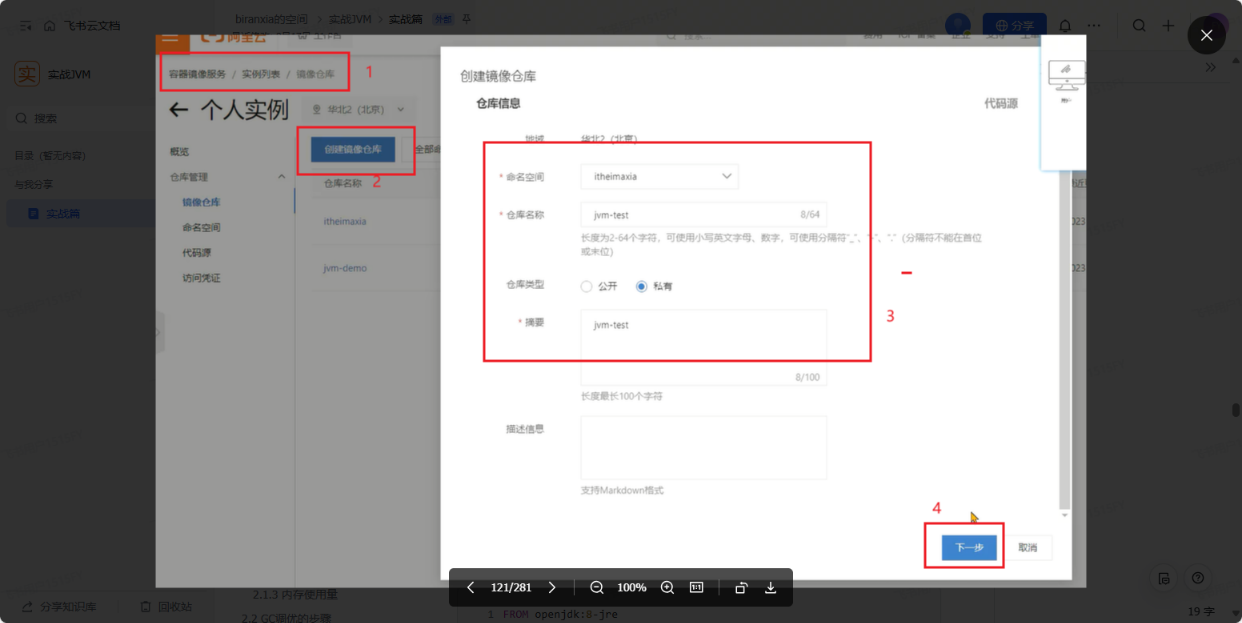 飞书云文档
biranxia的空间 > 实战JVM > 实战篇 外部
分享
实 实战JVM
搜索
目录（暂无内容）
与我分享
实战篇
分享知识库
回收站
阿里云
工作台
搜索...
容器镜像服务 / 实例列表 / 镜像仓库
1
← 个人实例
华北2（北京）
概览
仓库管理
镜像仓库
命名空间
代码源
访问凭证
创建镜像仓库
2
仓库名称
itheimaxia
jvm-demo
创建镜像仓库
仓库信息
代码源
地域
华北2（北京）
* 命名空间
itheimaxia
* 仓库名称
jvm-test
8/64
长度为2-64个字符，可使用小写英文字母、数字，可使用分隔符"_"、"-"、"."（分隔符不能在首位
或末位）
仓库类型
公开
私有
3
* 摘要
jvm-test
8/100
长度最长100个字符
描述信息
支持Markdown格式
4
下一步
取消
121/281
100%
1:1
2.1.3 内存使用量
2.2 GC调优的步骤
1 FROM openjdk:8-jre
19 字